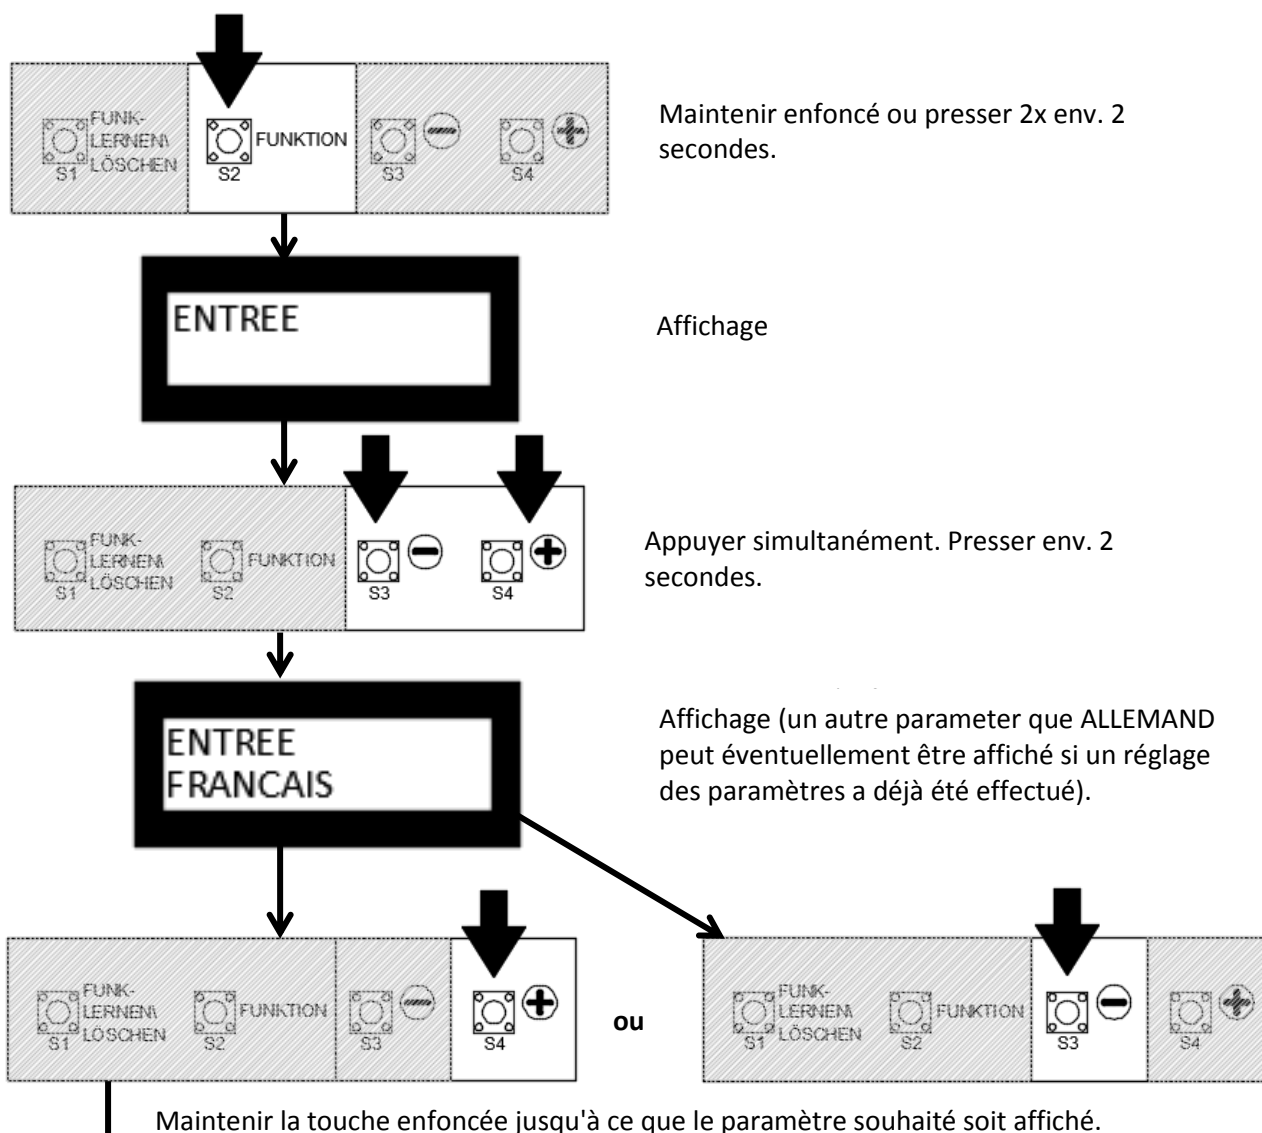 FUNK-
LERNEN\
LÖSCHEN
S1
FUNKTION
S2
S3
S4
Maintenir enfoncé ou presser 2x env. 2
secondes.
ENTREE
Affichage
FUNK-
LERNEN\
LÖSCHEN
S1
FUNKTION
S2
S3
S4
Appuyer simultanément. Presser env. 2
secondes.
ENTREE
FRANCAIS
Affichage (un autre parameter que ALLEMAND
peut éventuellement être affiché si un réglage
des paramètres a déjà été effectué).
FUNK-
LERNEN\
LÖSCHEN
S1
FUNKTION
S2
S3
S4
ou
FUNK-
LERNEN\
LÖSCHEN
S1
FUNKTION
S2
S3
S4
Maintenir la touche enfoncée jusqu'à ce que le paramètre souhaité soit affiché.